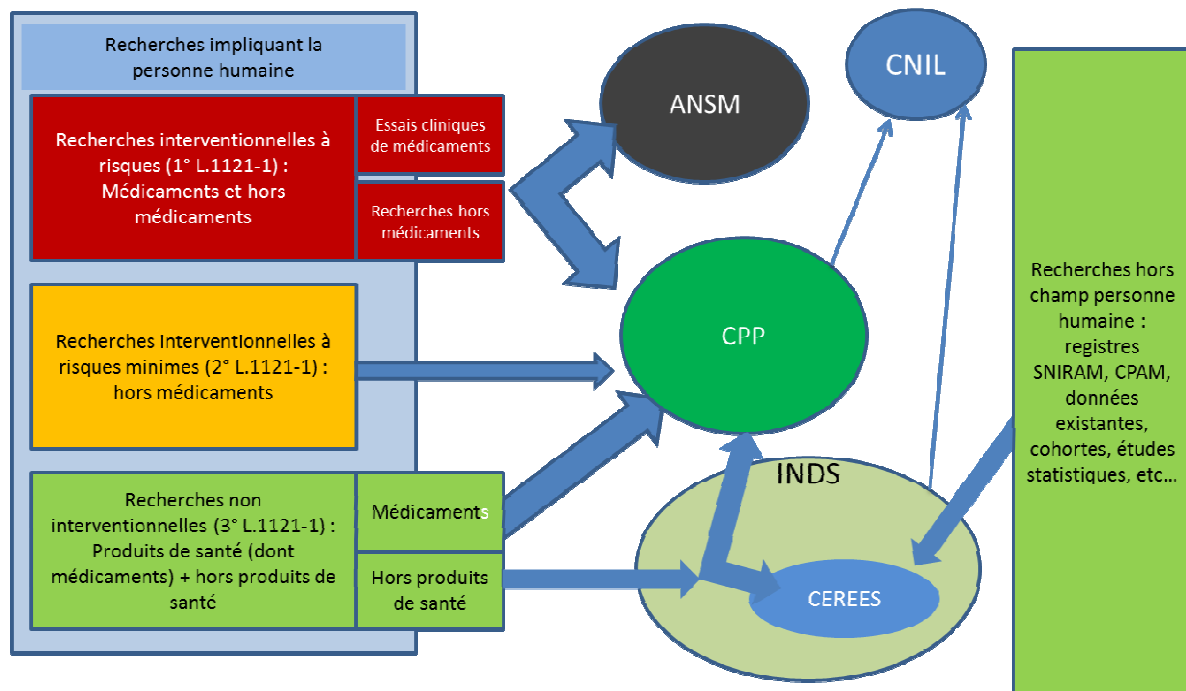 Recherches impliquant la
personne humaine
Recherches interventionnelles à
risques (1° L.1121-1) :
Médicaments et hors
médicaments
Essais cliniques
de médicaments
Recherches hors
médicaments
Recherches interventionnelles à
risques minimes (2° L.1121-1) :
hors médicaments
Recherches non
interventionnelles (3° L.1121-1) :
Produits de santé (dont
médicaments) + hors produits de
santé
Médicaments
Hors produits
de santé
ANSM
CNIL
CPP
INDS
CEREES
Recherches hors
champ personne
humaine :
registres
SNIRAM, CPAM,
données
existantes,
cohortes, études
statistiques, etc...